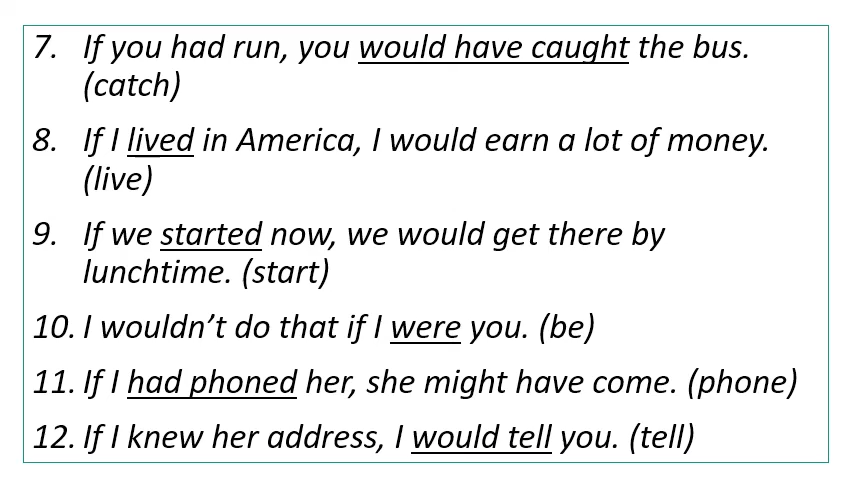 7. If you had run, you would have caught the bus.
(catch)
8. If I lived in America, I would earn a lot of money.
(live)
9. If we started now, we would get there by
lunchtime. (start)
10. I wouldn’t do that if I were you. (be)
11. If I had phoned her, she might have come. (phone)
12. If I knew her address, I would tell you. (tell)